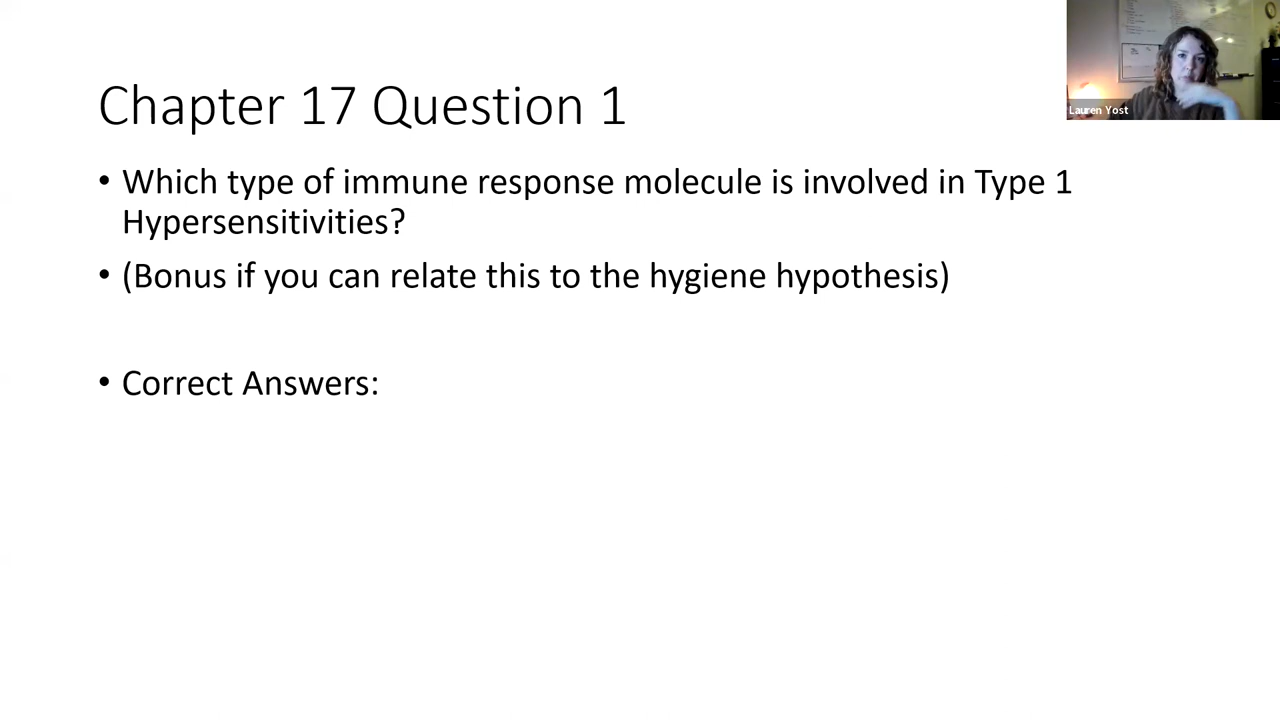 Lauren Yost
Chapter 17 Question 1
• Which type of immune response molecule is involved in Type 1
Hypersensitivities?
• (Bonus if you can relate this to the hygiene hypothesis)
• Correct Answers: